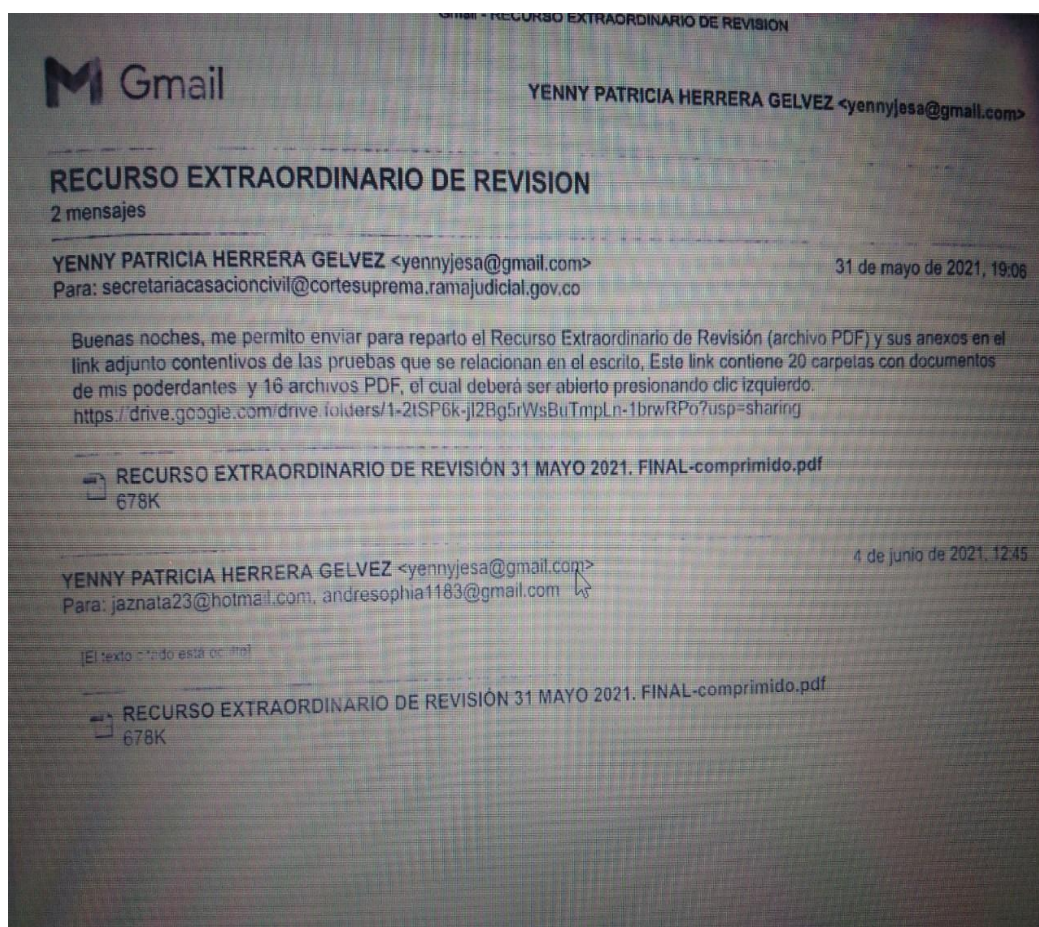 Gmail - RECURSO EXTRAORDINARIO DE REVISION
Gmail
YENNY PATRICIA HERRERA GELVEZ <yennyjesa@gmail.com>
RECURSO EXTRAORDINARIO DE REVISION
2 mensajes
YENNY PATRICIA HERRERA GELVEZ <yennyjesa@gmail.com>
31 de mayo de 2021, 19:06
Para: secretariacasacioncivil@cortesuprema.ramajudicial.gov.co
Buenas noches, me permito enviar para reparto el Recurso Extraordinario de Revisión (archivo PDF) y sus anexos en el
link adjunto contentivos de las pruebas que se relacionan en el escrito, Este link contiene 20 carpetas con documentos
de mis poderdantes y 16 archivos PDF, el cual deberá ser abierto presionando clic izquierdo.
https://drive.google.com/drive/folders/1-2tSP6k-jl2Bg5rWsBuTmpLn-1brwRPo?usp=sharing
RECURSO EXTRAORDINARIO DE REVISIÓN 31 MAYO 2021. FINAL-comprimido.pdf
678K
YENNY PATRICIA HERRERA GELVEZ <yennyjesa@gmail.com>
4 de junio de 2021, 12:45
Para: jaznata23@hotmail.com, andresophia1183@gmail.com
[El texto citado está oculto]
RECURSO EXTRAORDINARIO DE REVISIÓN 31 MAYO 2021. FINAL-comprimido.pdf
678K